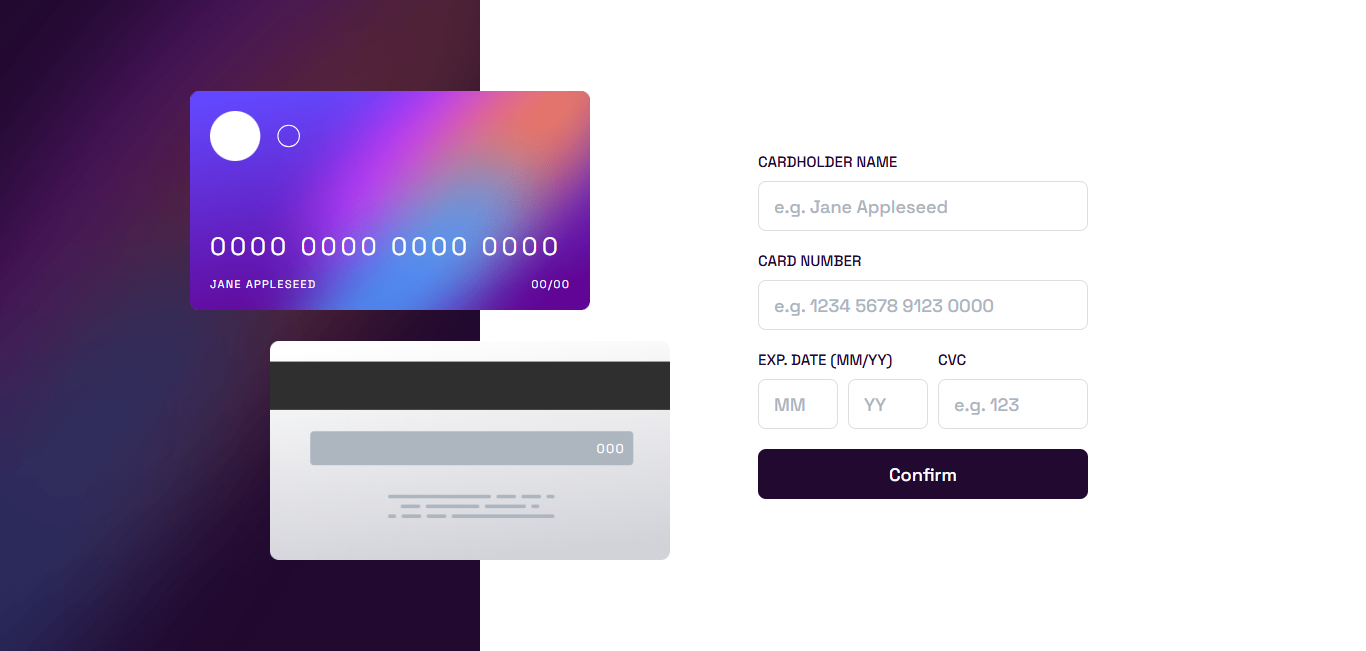 0000 0000 0000 0000
JANE APPLESEED 00/00
000
CARDHOLDER NAME
e.g. Jane Appleseed
CARD NUMBER
e.g. 1234 5678 9123 0000
EXP. DATE (MM/YY) CVC
MM YY e.g. 123
Confirm